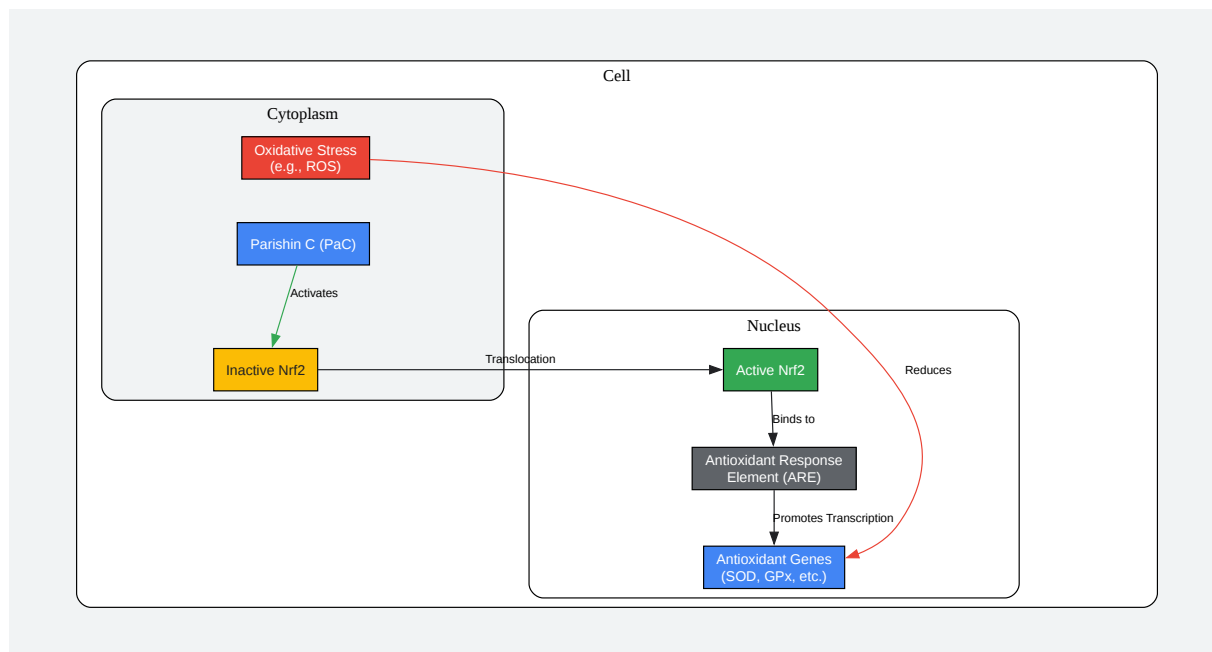 Cell
Cytoplasm
Oxidative Stress
(e.g., ROS)
Parishin C (PaC)
Activates
Inactive Nrf2
Translocation
Nucleus
Active Nrf2
Reduces
Binds to
Antioxidant Response
Element (ARE)
Promotes Transcription
Antioxidant Genes
(SOD, GPx, etc.)